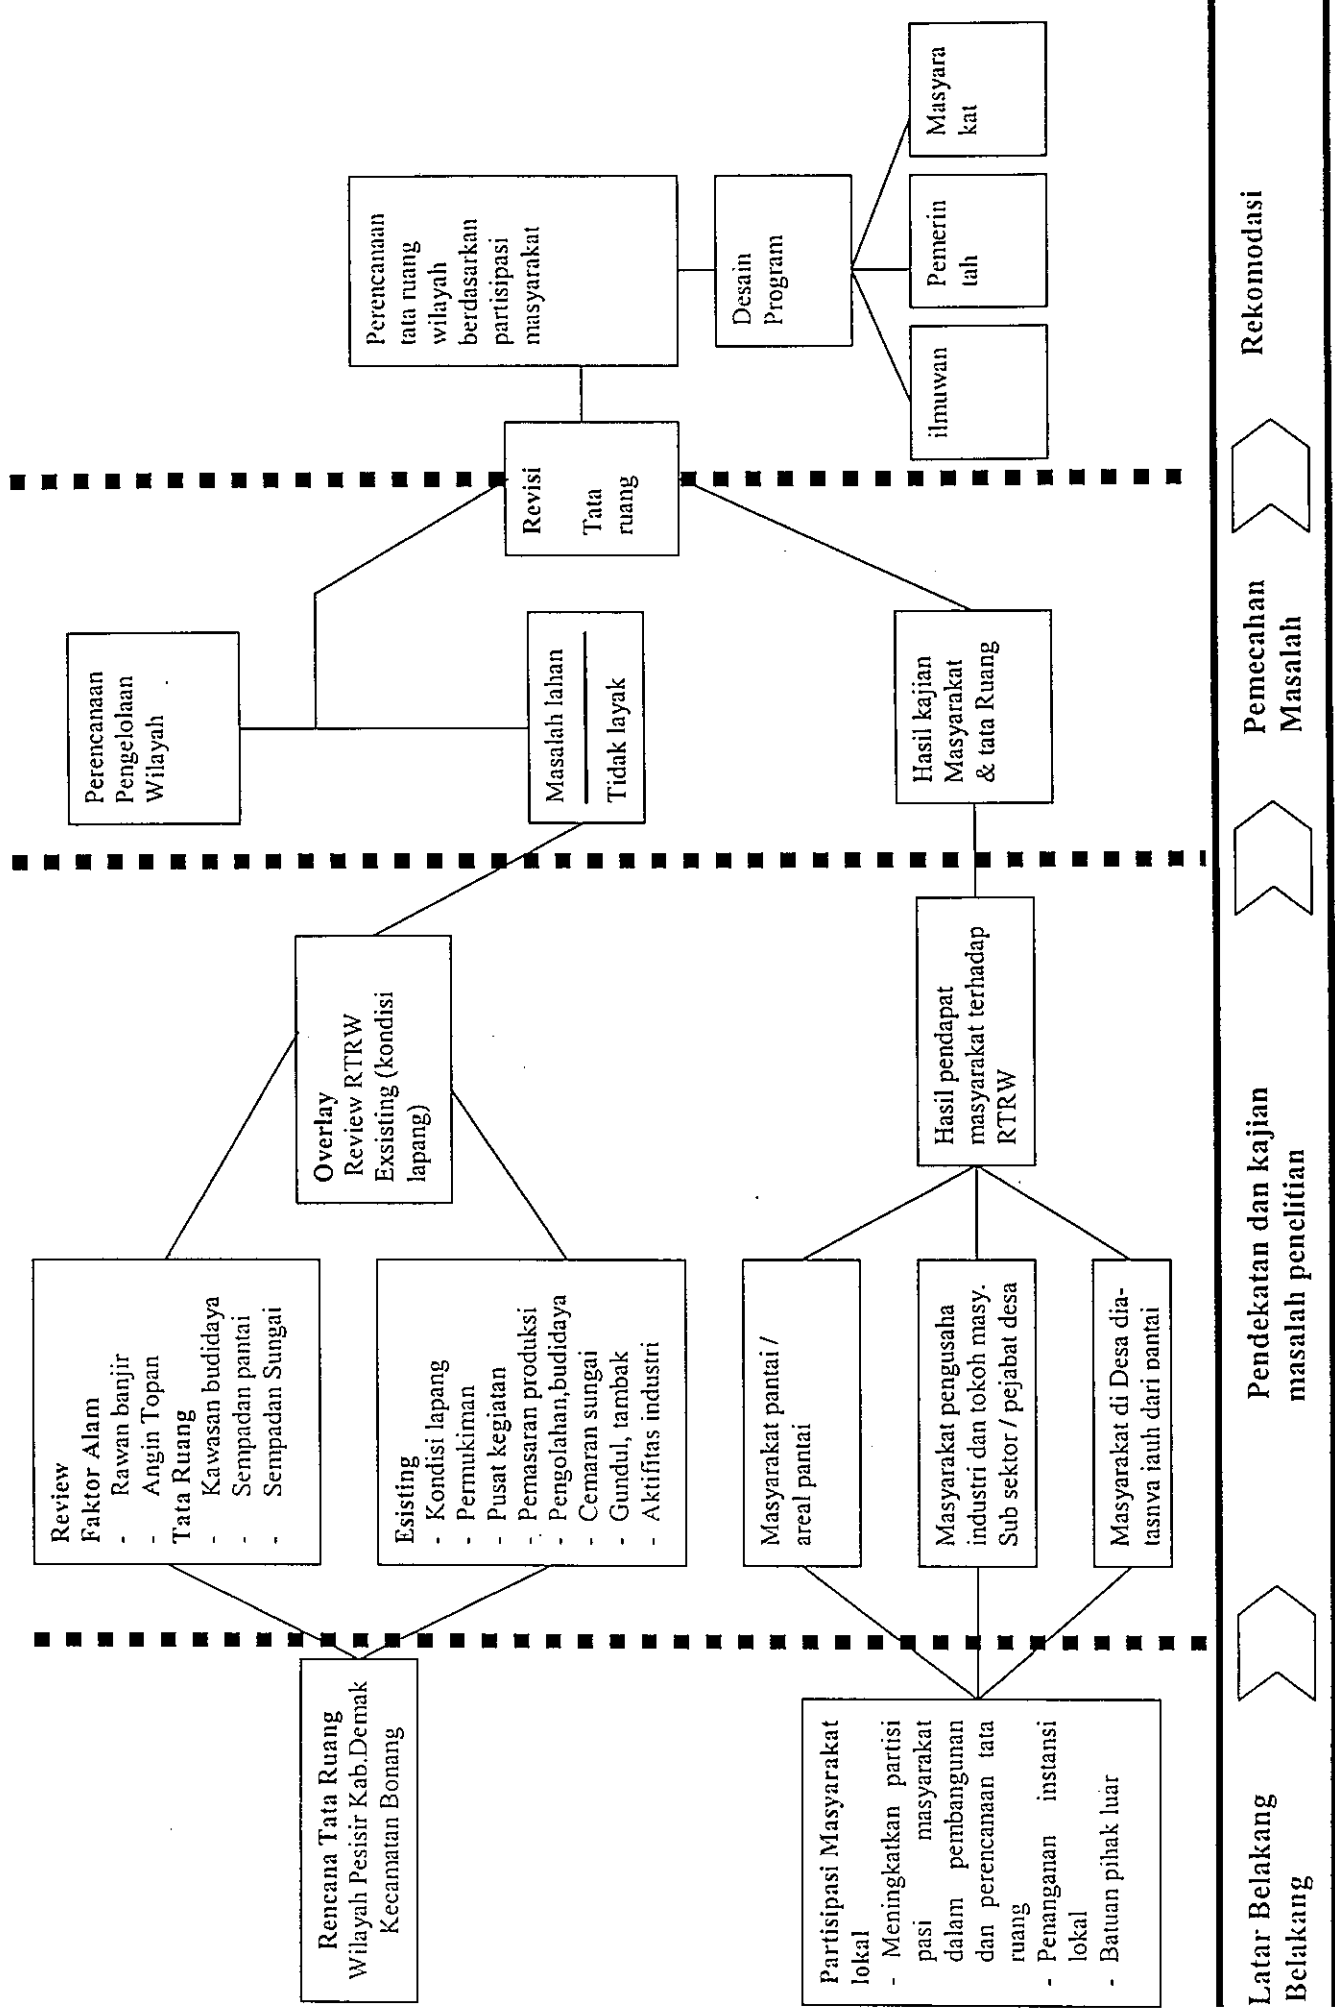 Rencana Tata Ruang
Wilayah Pesisir Kab.Demak
Kecamatan Bonang
Partisipasi Masyarakat
lokal
- Meningkatkan partisi
pasi masyarakat
dalam pembangunan
dan perencanaan tata
ruang
- Penanganan instansi
lokal
- Batuan pihak luar
Review
Faktor Alam
- Rawan banjir
- Angin Topan
Tata Ruang
- Kawasan budidaya
- Sempadan pantai
- Sempadan Sungai
Esisting
- Kondisi lapang
- Permukiman
- Pusat kegiatan
- Pemasaran produksi
- Pengolahan,budidaya
- Cemaran sungai
- Gundul, tambak
- Aktifitas industri
Masyarakat pantai /
areal pantai
Masyarakat pengusaha
industri dan tokoh masy.
Sub sektor / pejabat desa
Masyarakat di Desa dia-
tasnya jauh dari pantai
Overlay
Review RTRW
Exsisting (kondisi
lapang)
Hasil pendapat
masyarakat terhadap
RTRW
Perencanaan
Pengelolaan
Wilayah
Masalah lahan
Tidak layak
Hasil kajian
Masyarakat
& tata Ruang
Revisi
Tata
ruang
Perencanaan
tata ruang
wilayah
berdasarkan
partisipasi
masyarakat
Desain
Program
ilmuwan
Pemerin
tah
Masyara
kat
Latar Belakang
Belakang
Pendekatan dan kajian
masalah penelitian
Pemecahan
Masalah
Rekomodasi